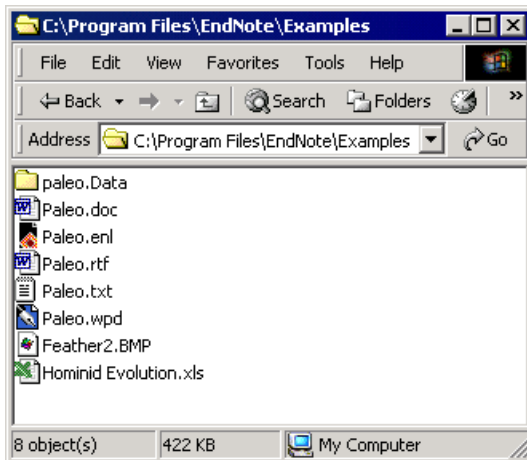 C:\Program Files\EndNote\Examples
File Edit View Favorites Tools Help
Back Search Folders »
Address C:\Program Files\EndNote\Examples Go
paleo.Data
Paleo.doc
Paleo.enl
Paleo.rtf
Paleo.txt
Paleo.wpd
Feather2.BMP
Hominid Evolution.xls
8 object(s) 422 KB My Computer